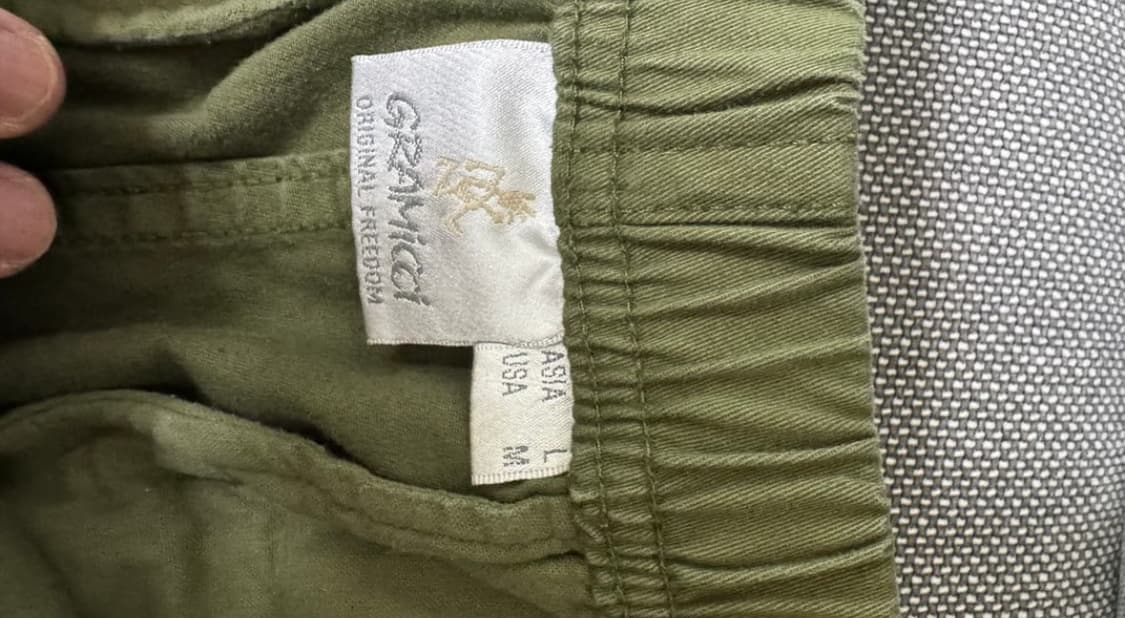 GRAMiCCi
ORIGINAL FREEDOM
ASIA L
USA M